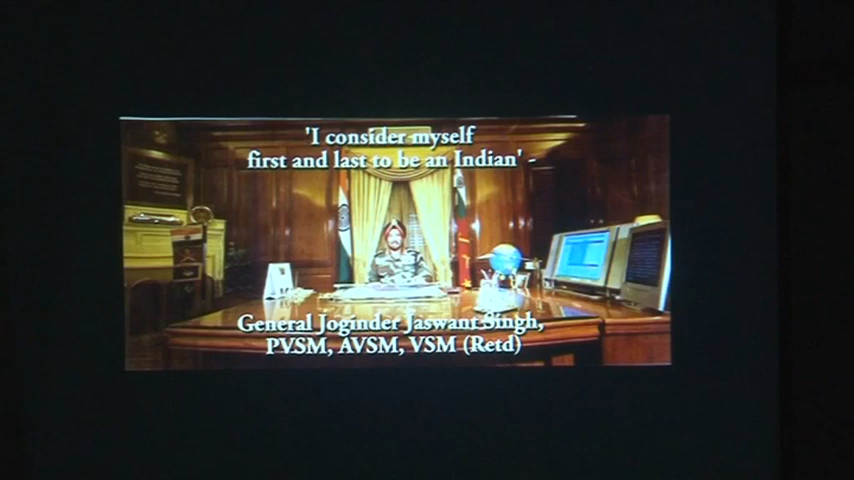 'I consider myself
first and last to be an Indian' -
General Joginder Jaswant Singh,
PVSM, AVSM, VSM (Retd)